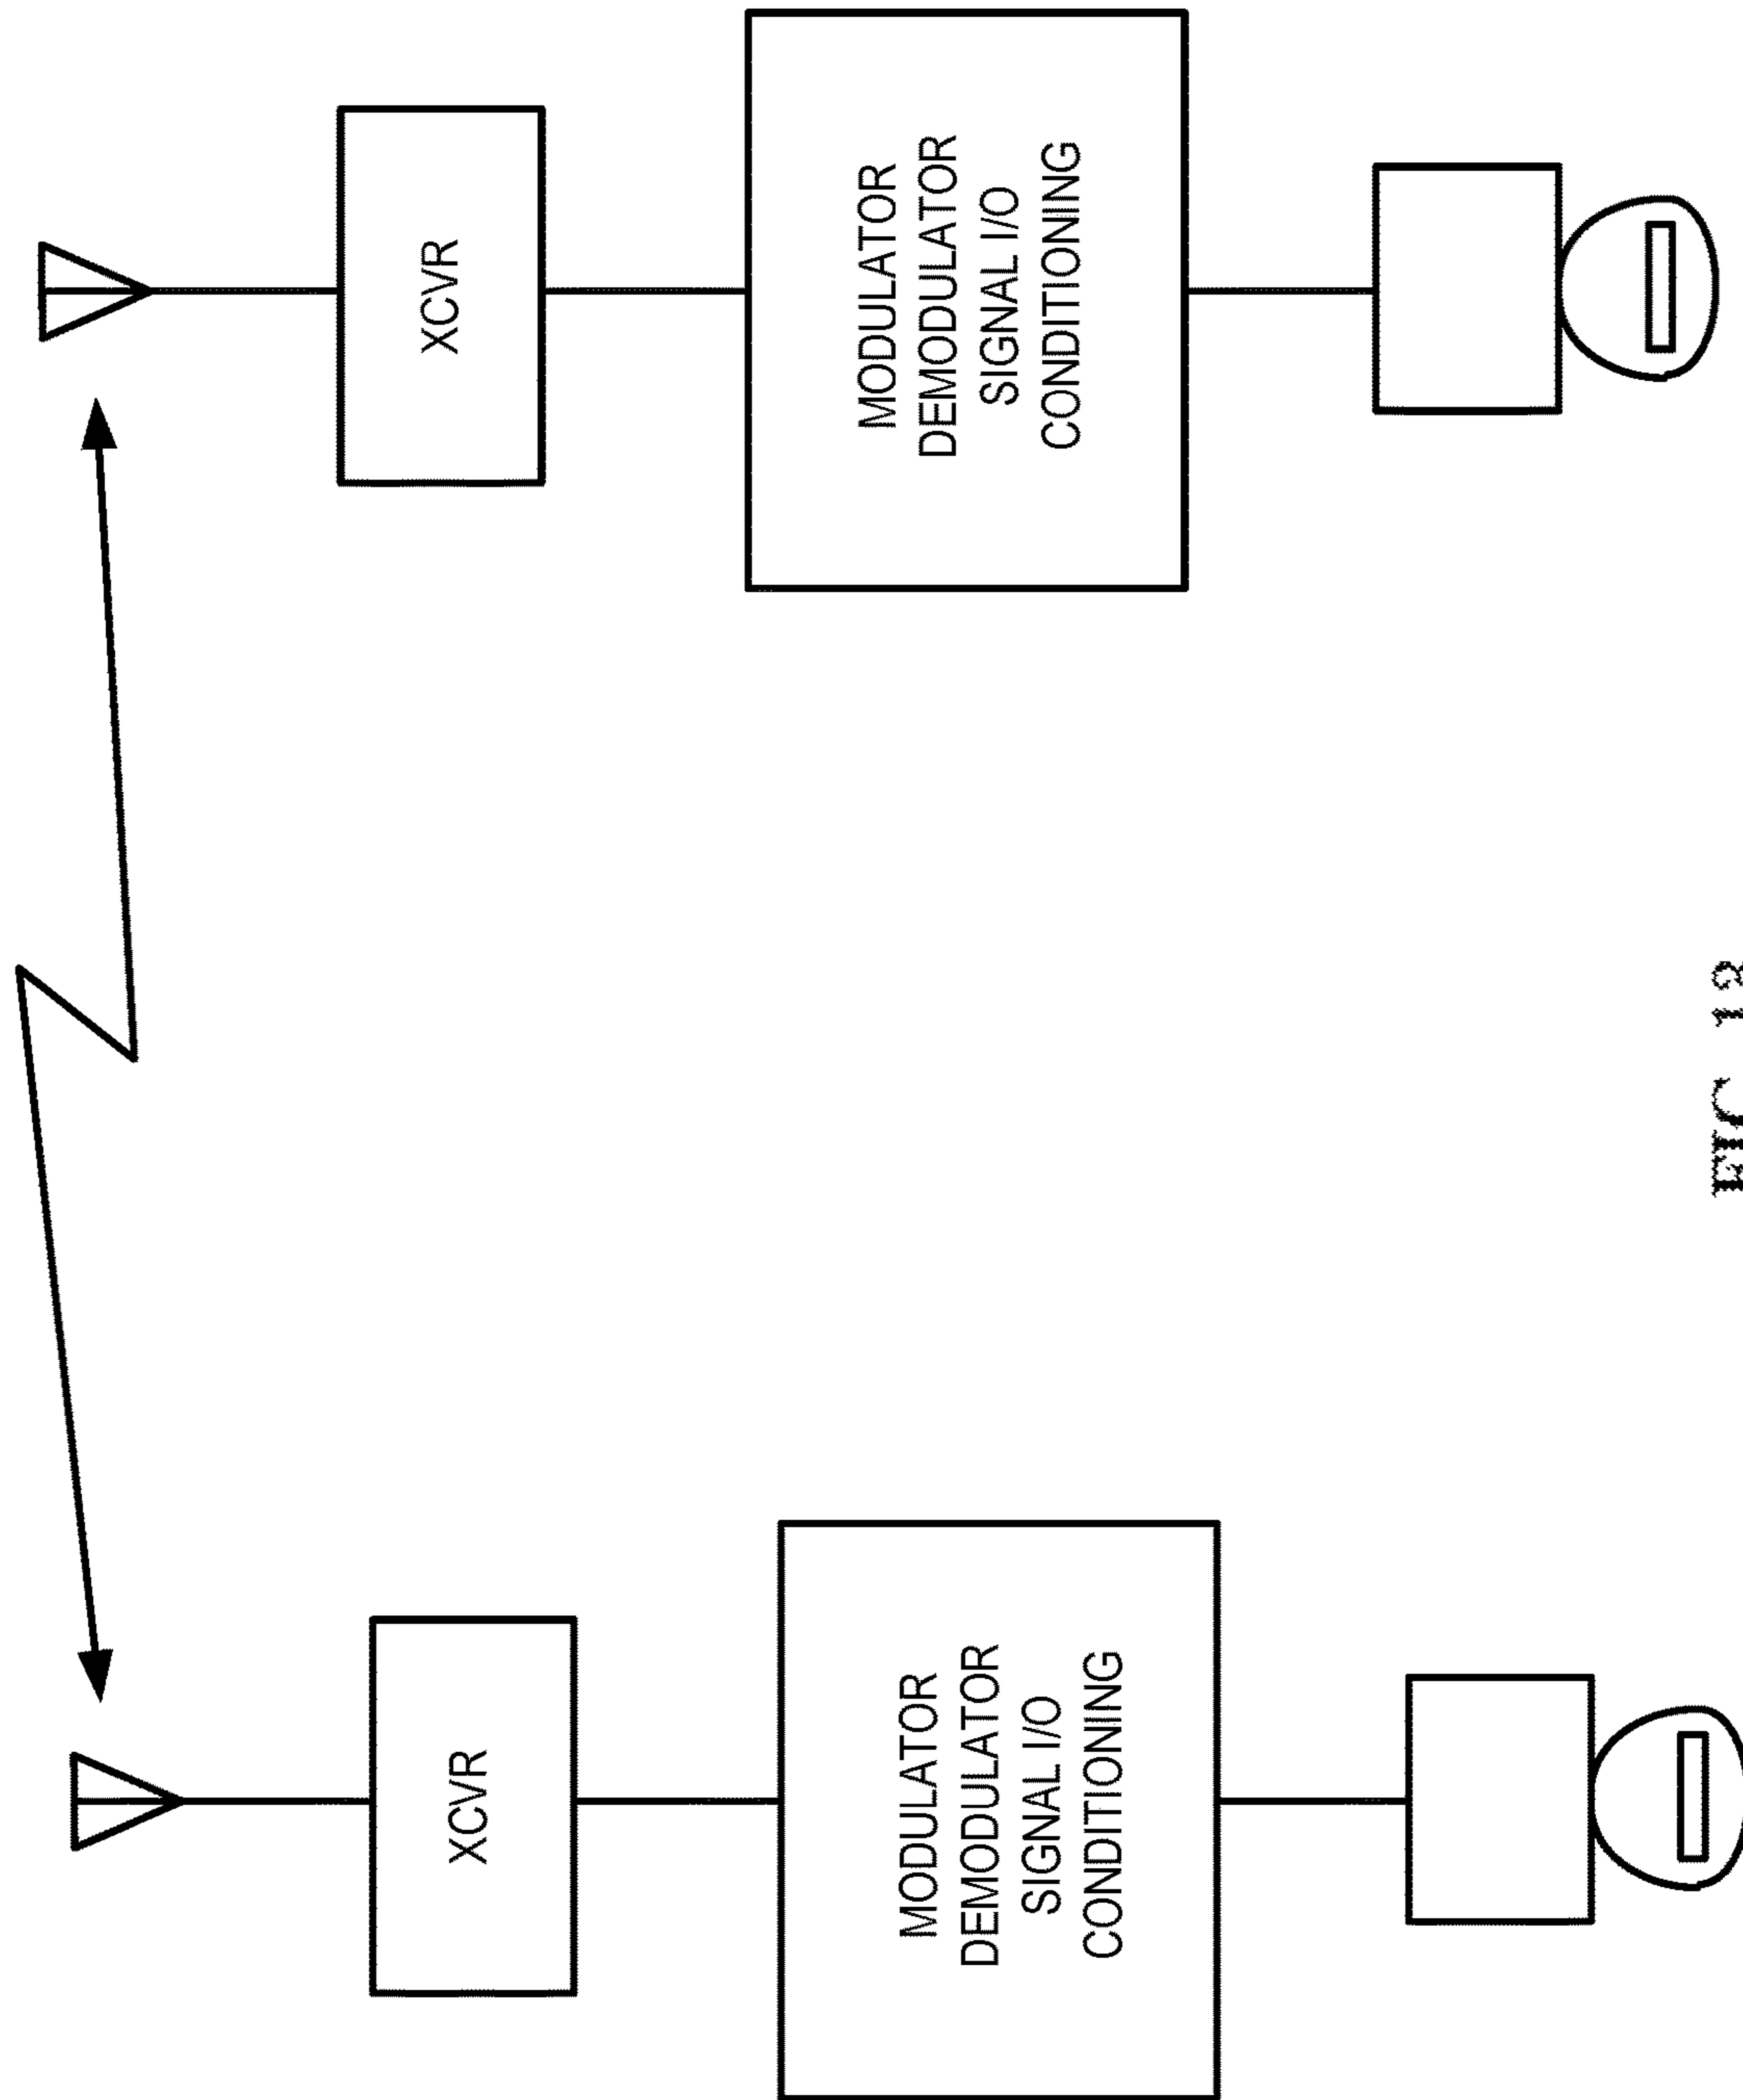 XCVR
MODULATOR
DEMODULATOR
SIGNAL I/O
CONDITIONING
XCVR
MODULATOR
DEMODULATOR
SIGNAL I/O
CONDITIONING